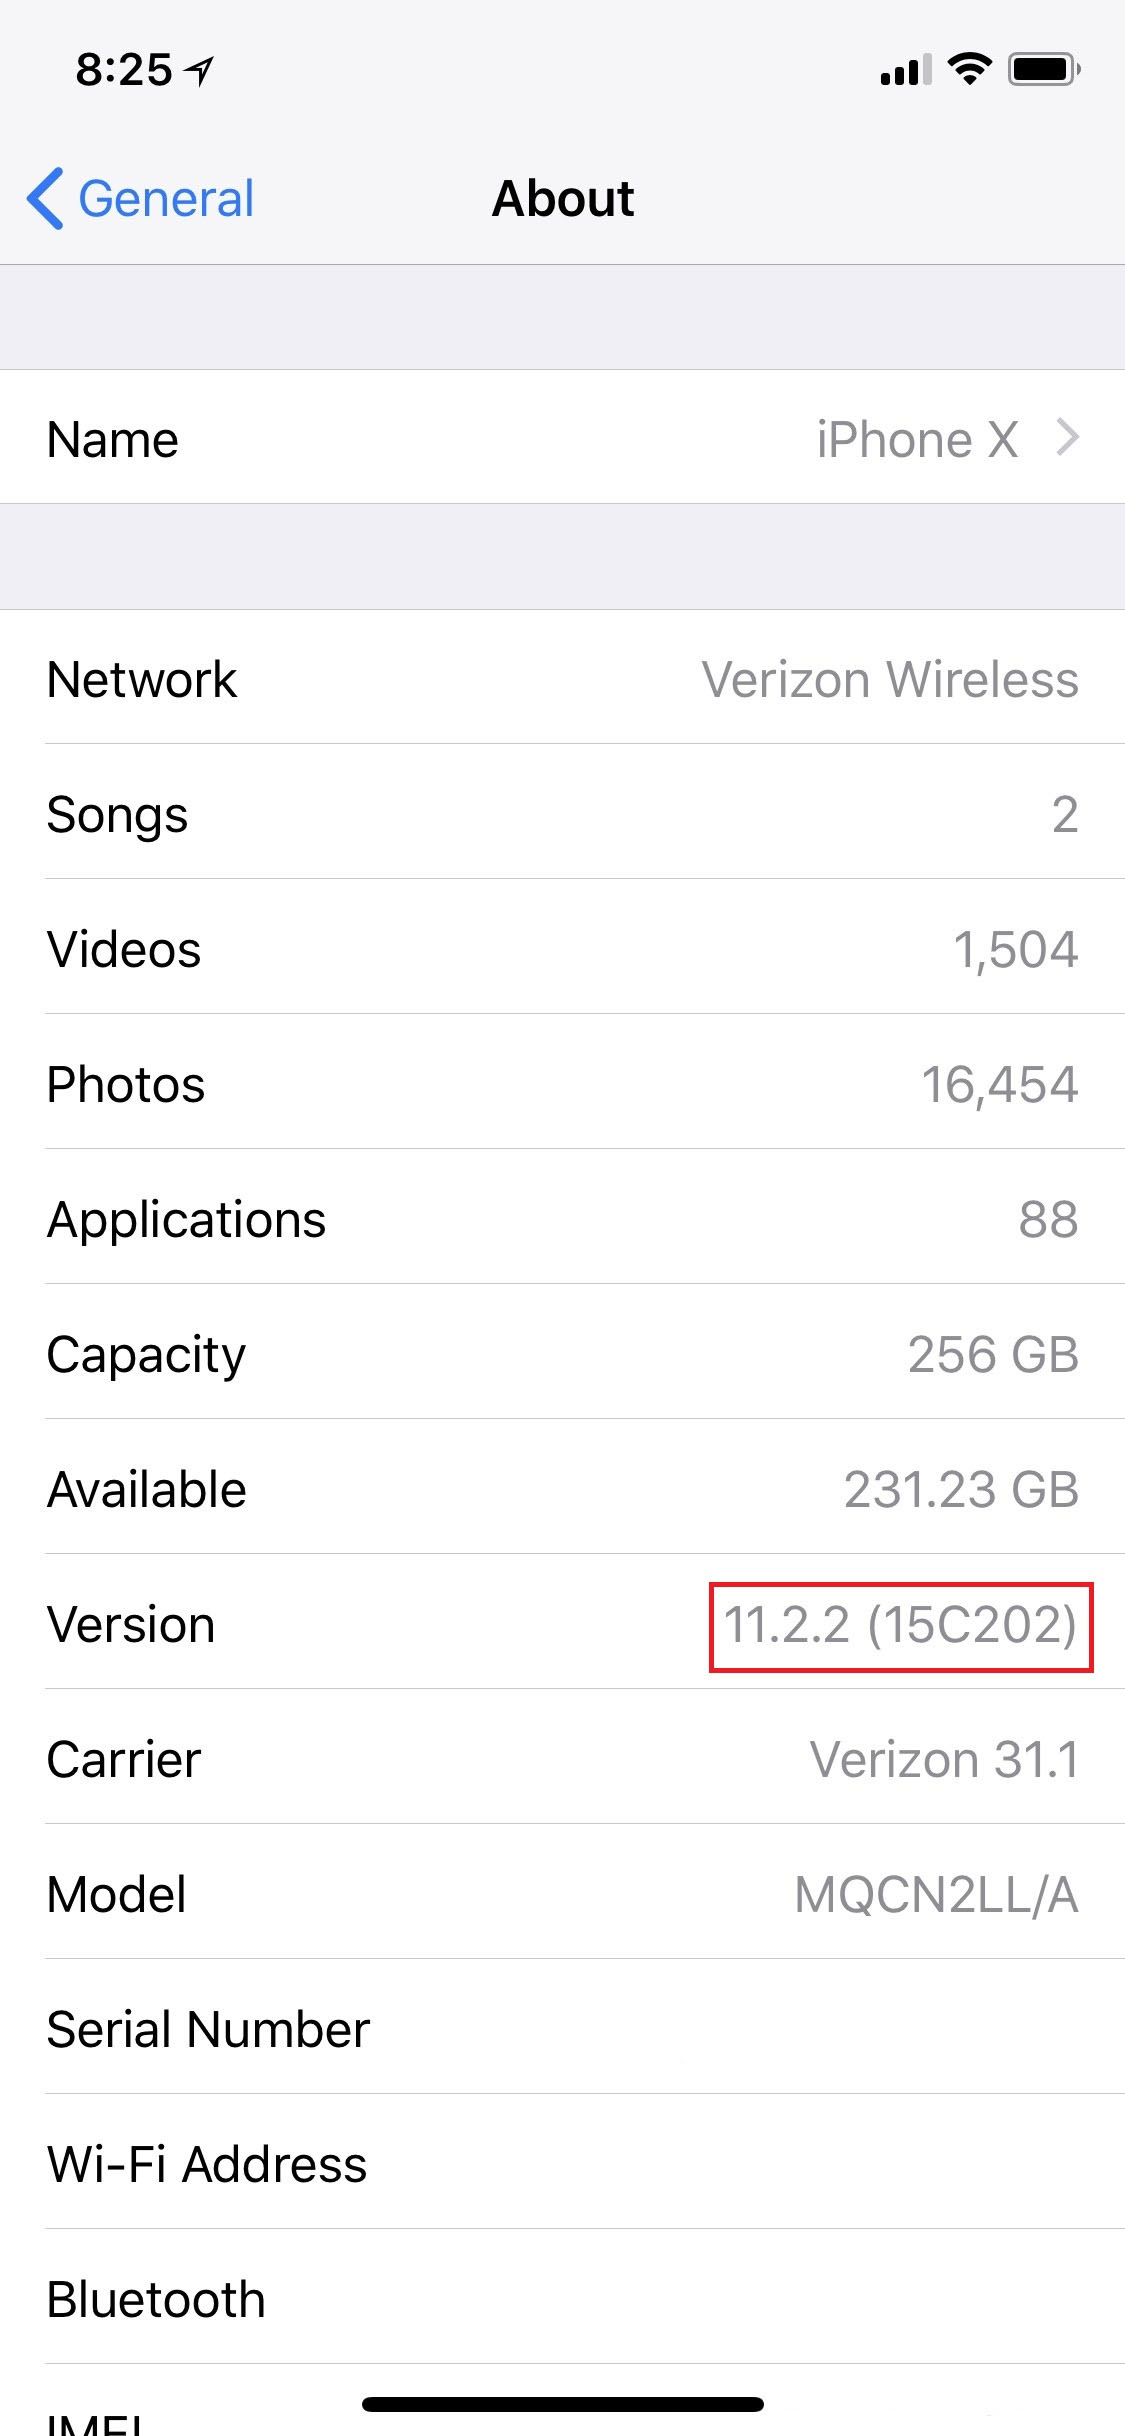 8:25
General About
Name iPhone X
Network Verizon Wireless
Songs 2
Videos 1,504
Photos 16,454
Applications 88
Capacity 256 GB
Available 231.23 GB
Version 11.2.2 (15C202)
Carrier Verizon 31.1
Model MQCN2LL/A
Serial Number
Wi-Fi Address
Bluetooth
IMEI